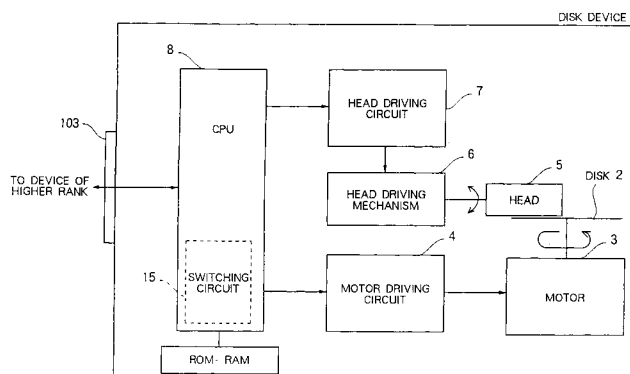 DISK DEVICE
8
7
HEAD DRIVING
CIRCUIT
103
CPU
6
5
TO DEVICE OF
HIGHER RANK
HEAD DRIVING
MECHANISM
HEAD
DISK 2
4
3
15
SWITCHING
CIRCUIT
MOTOR DRIVING
CIRCUIT
MOTOR
ROM- RAM